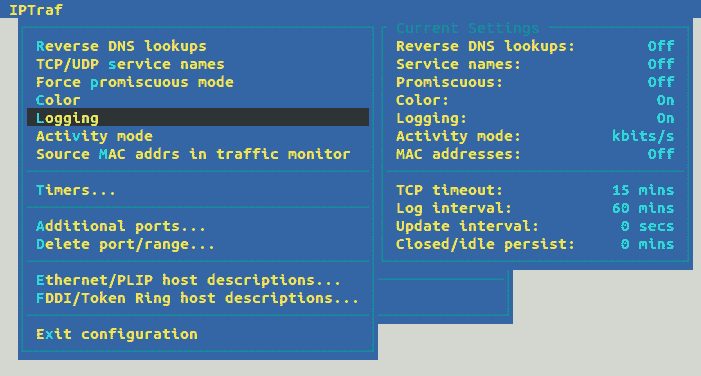 IPTraf
Reverse DNS lookups
TCP/UDP service names
Force promiscuous mode
Color
Logging
Activity mode
Source MAC addrs in traffic monitor
Timers...
Additional ports...
Delete port/range...
Ethernet/PLIP host descriptions...
FDDI/Token Ring host descriptions...
Exit configuration
Current Settings
Reverse DNS lookups: Off
Service names: Off
Promiscuous: Off
Color: On
Logging: On
Activity mode: kbits/s
MAC addresses: Off
TCP timeout: 15 mins
Log interval: 60 mins
Update interval: 0 secs
Closed/idle persist: 0 mins